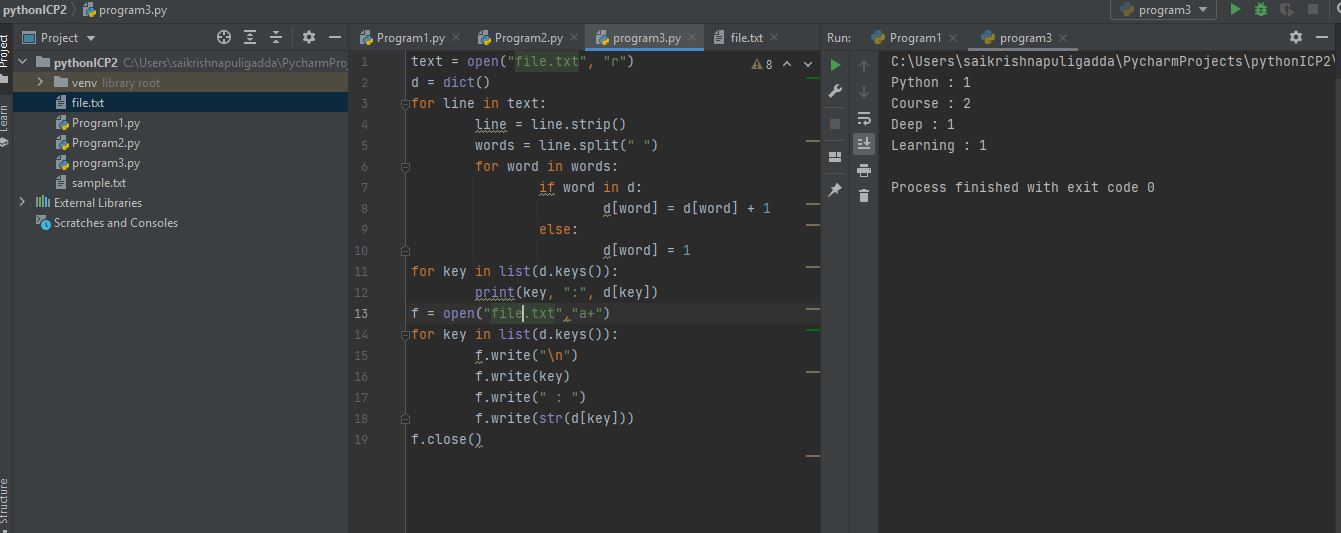 pythonICP2 > program3.py
program3
Project
Program1.py
Program2.py
program3.py
file.txt
Run:
Program1
program3
Project
Learn
Structure
pythonICP2 C:\Users\saikrishnapuligadda\PycharmProj
venv library root
file.txt
Program1.py
Program2.py
program3.py
sample.txt
External Libraries
Scratches and Consoles
8
1 text = open("file.txt", "r")
2 d = dict()
3 for line in text:
4 line = line.strip()
5 words = line.split(" ")
6 for word in words:
7 if word in d:
8 d[word] = d[word] + 1
9 else:
10 d[word] = 1
11 for key in list(d.keys()):
12 print(key, ":", d[key])
13 f = open("file.txt","a+")
14 for key in list(d.keys()):
15 f.write("\n")
16 f.write(key)
17 f.write(" : ")
18 f.write(str(d[key]))
19 f.close()
C:\Users\saikrishnapuligadda\PycharmProjects\pythonICP2\
Python : 1
Course : 2
Deep : 1
Learning : 1
Process finished with exit code 0